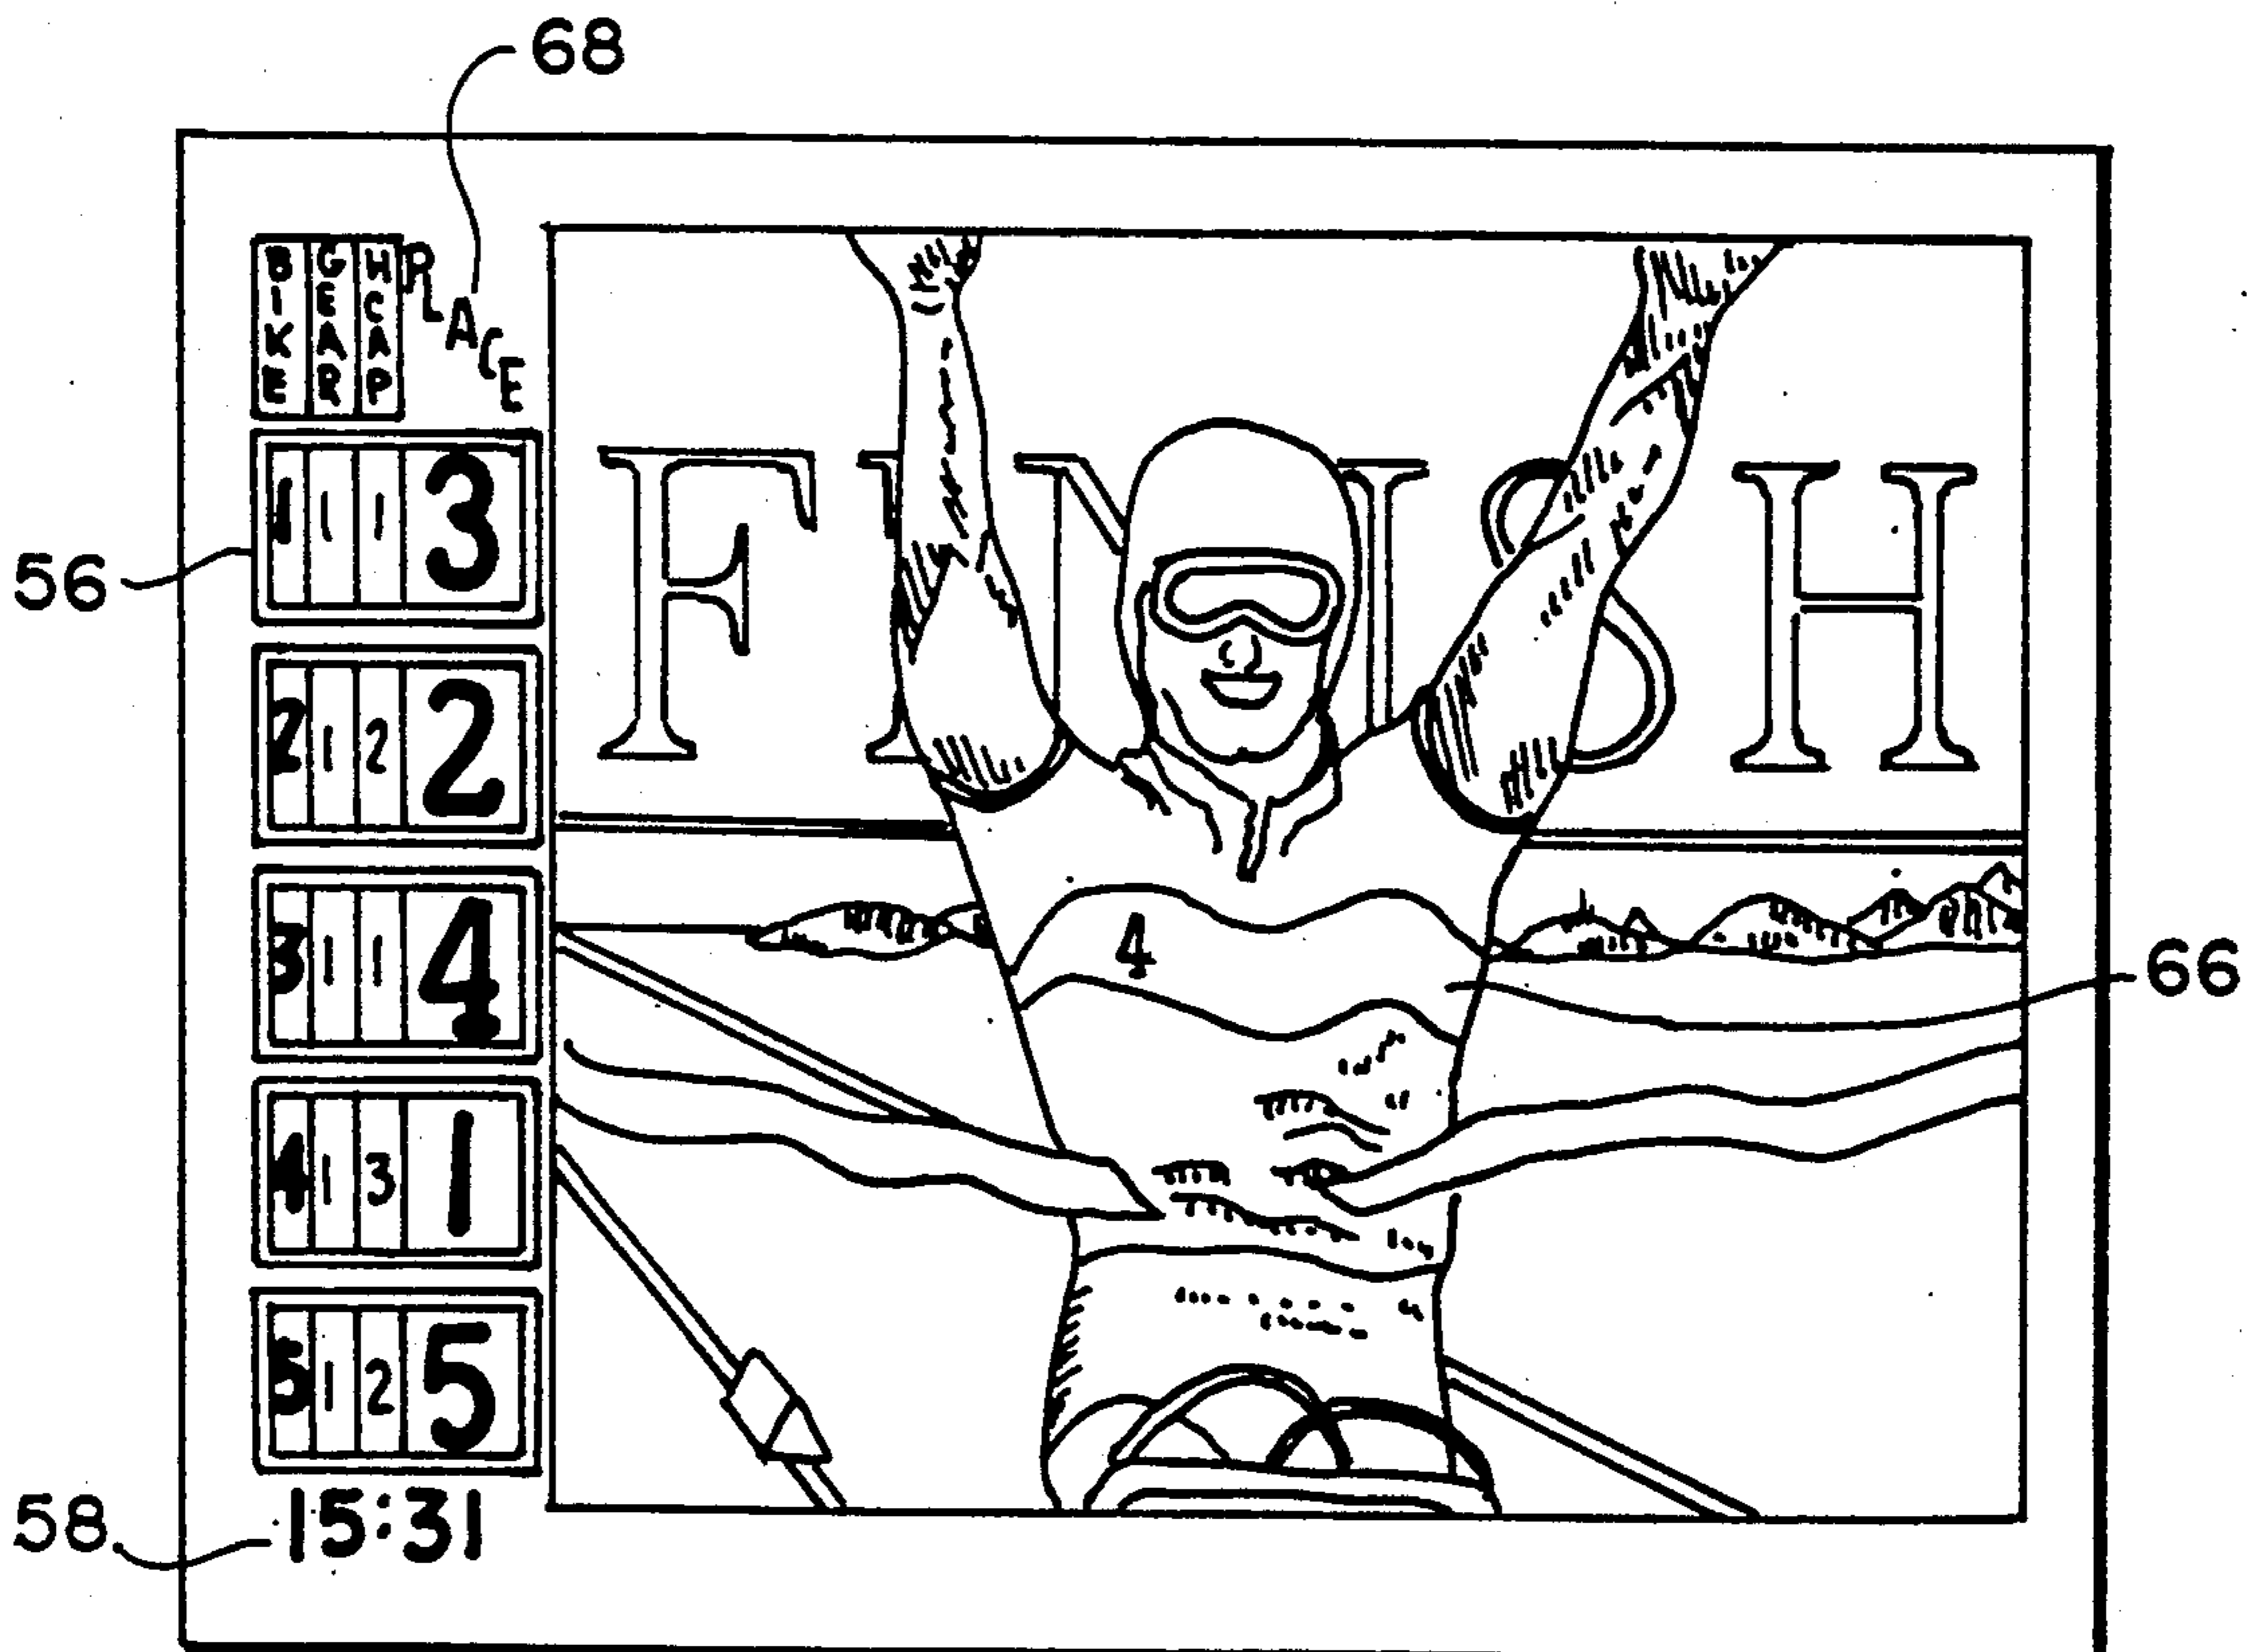 68
BIKE GEAR HCAP PLACE
FINISH
1 1 1 3
56
2 1 2 2
3 1 1 4
4
66
4 1 3 1
5 1 2 5
58
15:31